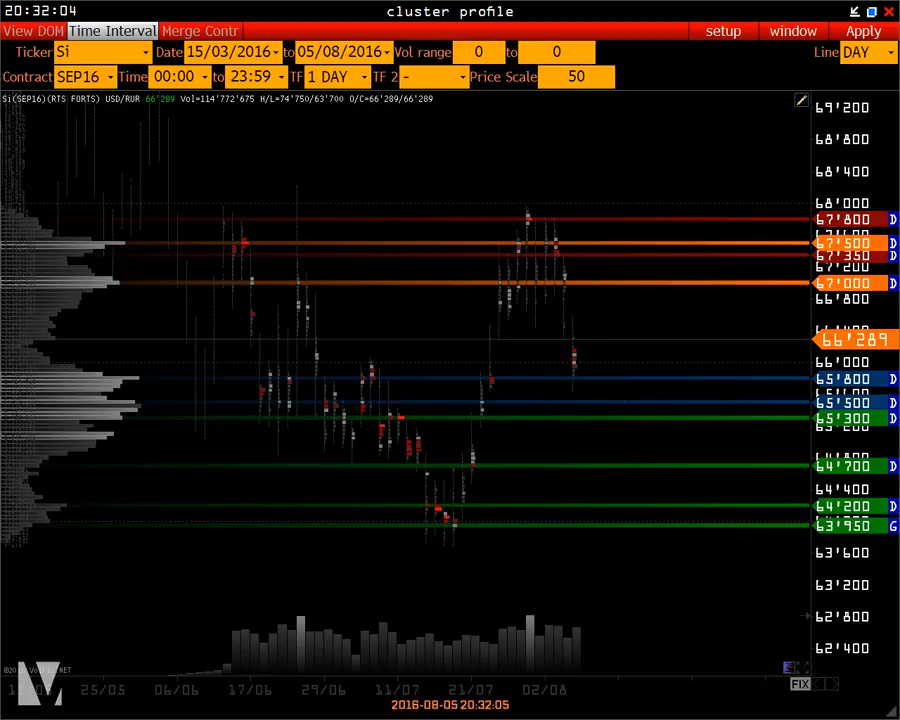 20:32:04 cluster profile
View DOM Time Interval Merge Contr setup window Apply
Ticker Si Date 15/03/2016 to 05/08/2016 Vol range 0 to 0 Line DAY
Contract SEP16 Time 00:00 to 23:59 TF 1 DAY TF 2 - Price Scale 50
Si(SEP16)(RTS FORTS) USD/RUR 66'289 Vol=114'772'675 H/L=74'750/63'700 O/C=66'289/66'289
69'200
68'800
68'400
68'000
67'800 D
67'500 D
67'350 D
67'200
67'000 D
66'800
66'289
66'000
65'800 D
65'500 D
65'300 D
65'200
64'700 D
64'400
64'200 D
63'950 G
63'600
63'200
62'800
62'400
FIX
25/05 06/06 17/06 29/06 11/07 21/07 02/08
2016-08-05 20:32:05